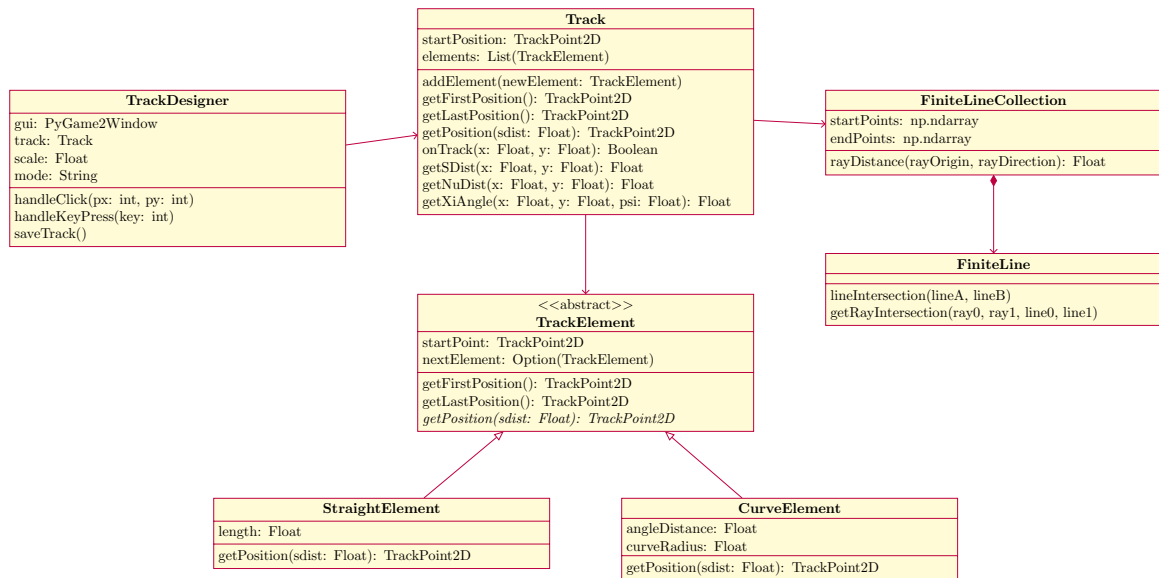 Track
startPosition: TrackPoint2D
elements: List(TrackElement)
addElement(newElement: TrackElement)
getFirstPosition(): TrackPoint2D
getLastPosition(): TrackPoint2D
getPosition(sdist: Float): TrackPoint2D
onTrack(x: Float, y: Float): Boolean
getSDist(x: Float, y: Float): Float
getNuDist(x: Float, y: Float): Float
getXiAngle(x: Float, y: Float, psi: Float): Float
TrackDesigner
gui: PyGame2Window
track: Track
scale: Float
mode: String
handleClick(px: int, py: int)
handleKeyPress(key: int)
saveTrack()
FiniteLineCollection
startPoints: np.ndarray
endPoints: np.ndarray
rayDistance(rayOrigin, rayDirection): Float
FiniteLine
lineIntersection(lineA, lineB)
getRayIntersection(ray0, ray1, line0, line1)
<<abstract>>
TrackElement
startPoint: TrackPoint2D
nextElement: Option(TrackElement)
getFirstPosition(): TrackPoint2D
getLastPosition(): TrackPoint2D
getPosition(sdist: Float): TrackPoint2D
StraightElement
length: Float
getPosition(sdist: Float): TrackPoint2D
CurveElement
angleDistance: Float
curveRadius: Float
getPosition(sdist: Float): TrackPoint2D